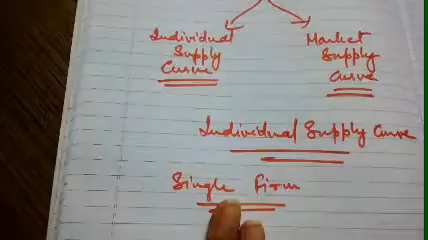 Individual Market
Supply Supply
Curve Curve
Individual Supply Curve
Single Firm